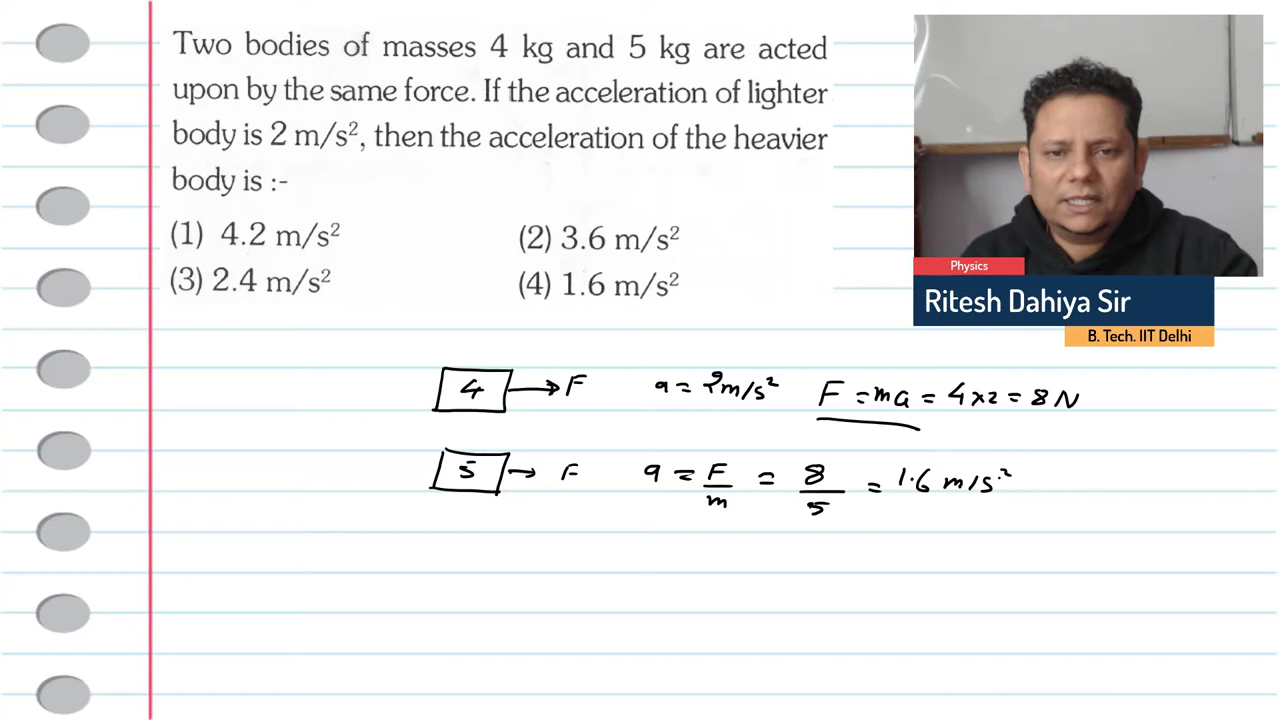 Two bodies of masses 4 kg and 5 kg are acted
upon by the same force. If the acceleration of lighter
body is 2 m/s², then the acceleration of the heavier
body is :-
(1) 4.2 m/s² (2) 3.6 m/s²
(3) 2.4 m/s² (4) 1.6 m/s²
Physics
Ritesh Dahiya Sir
B. Tech. IIT Delhi
4 → F a = 2m/s² F = ma = 4×2 = 8 N
5 → F a = F/m = 8/5 = 1.6 m/s²